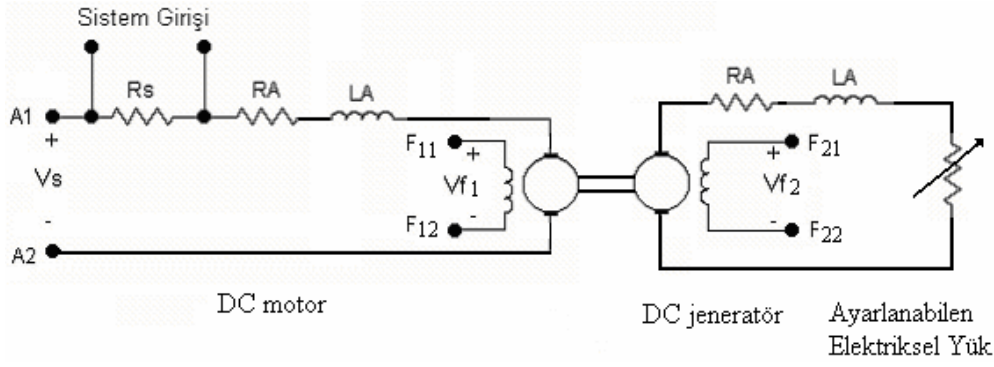 Sistem Girişi
Rs
RA
LA
A1
+
Vs
-
A2
F11
+
Vf1
-
F12
RA
LA
F21
+
Vf2
-
F22
DC motor
DC jeneratör
Ayarlanabilen
Elektriksel Yük